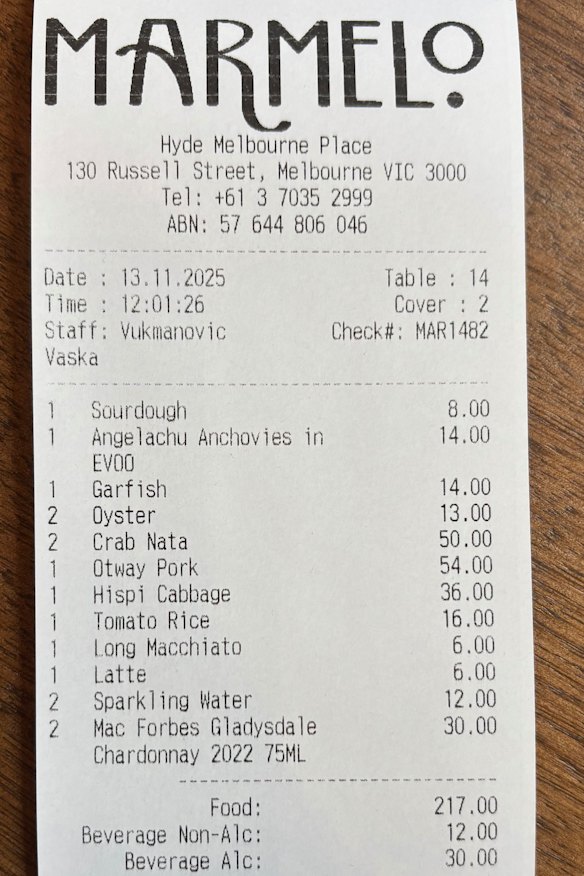 MARMELO.
Hyde Melbourne Place
130 Russell Street, Melbourne VIC 3000
Tel: +61 3 7035 2999
ABN: 57 644 806 046
Date : 13.11.2025 Table : 14
Time : 12:01:26 Cover : 2
Staff: Vukmanovic Check#: MAR1482
Vaska
1 Sourdough 8.00
1 Angelachu Anchovies in 14.00
EVOO
1 Garfish 14.00
2 Oyster 13.00
2 Crab Nata 50.00
1 Otway Pork 54.00
1 Hispi Cabbage 36.00
1 Tomato Rice 16.00
1 Long Macchiato 6.00
1 Latte 6.00
2 Sparkling Water 12.00
2 Mac Forbes Gladysdale 30.00
Chardonnay 2022 75ML
Food: 217.00
Beverage Non-Alc: 12.00
Beverage Alc: 30.00